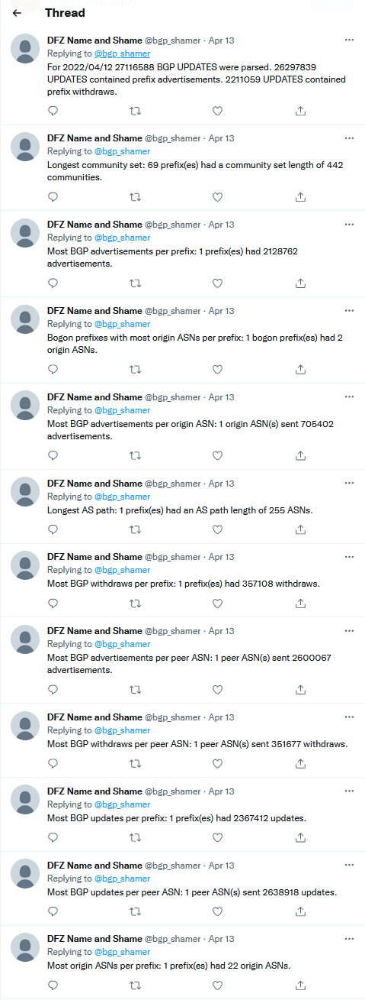 Thread
DFZ Name and Shame @bgp_shamer · Apr 13
Replying to @bgp_shamer
For 2022/04/12 27116588 BGP UPDATES were parsed. 26297839
UPDATES contained prefix advertisements. 2211059 UPDATES contained
prefix withdraws.
DFZ Name and Shame @bgp_shamer · Apr 13
Replying to @bgp_shamer
Longest community set: 69 prefix(es) had a community set length of 442
communities.
DFZ Name and Shame @bgp_shamer · Apr 13
Replying to @bgp_shamer
Most BGP advertisements per prefix: 1 prefix(es) had 2128762
advertisements.
DFZ Name and Shame @bgp_shamer · Apr 13
Replying to @bgp_shamer
Bogon prefixes with most origin ASNs per prefix: 1 bogon prefix(es) had 2
origin ASNs.
DFZ Name and Shame @bgp_shamer · Apr 13
Replying to @bgp_shamer
Most BGP advertisements per origin ASN: 1 origin ASN(s) sent 705402
advertisements.
DFZ Name and Shame @bgp_shamer · Apr 13
Replying to @bgp_shamer
Longest AS path: 1 prefix(es) had an AS path length of 255 ASNs.
DFZ Name and Shame @bgp_shamer · Apr 13
Replying to @bgp_shamer
Most BGP withdraws per prefix: 1 prefix(es) had 357108 withdraws.
DFZ Name and Shame @bgp_shamer · Apr 13
Replying to @bgp_shamer
Most BGP advertisements per peer ASN: 1 peer ASN(s) sent 2600067
advertisements.
DFZ Name and Shame @bgp_shamer · Apr 13
Replying to @bgp_shamer
Most BGP withdraws per peer ASN: 1 peer ASN(s) sent 351677 withdraws.
DFZ Name and Shame @bgp_shamer · Apr 13
Replying to @bgp_shamer
Most BGP updates per prefix: 1 prefix(es) had 2367412 updates.
DFZ Name and Shame @bgp_shamer · Apr 13
Replying to @bgp_shamer
Most BGP updates per peer ASN: 1 peer ASN(s) sent 2638918 updates.
DFZ Name and Shame @bgp_shamer · Apr 13
Replying to @bgp_shamer
Most origin ASNs per prefix: 1 prefix(es) had 22 origin ASNs.